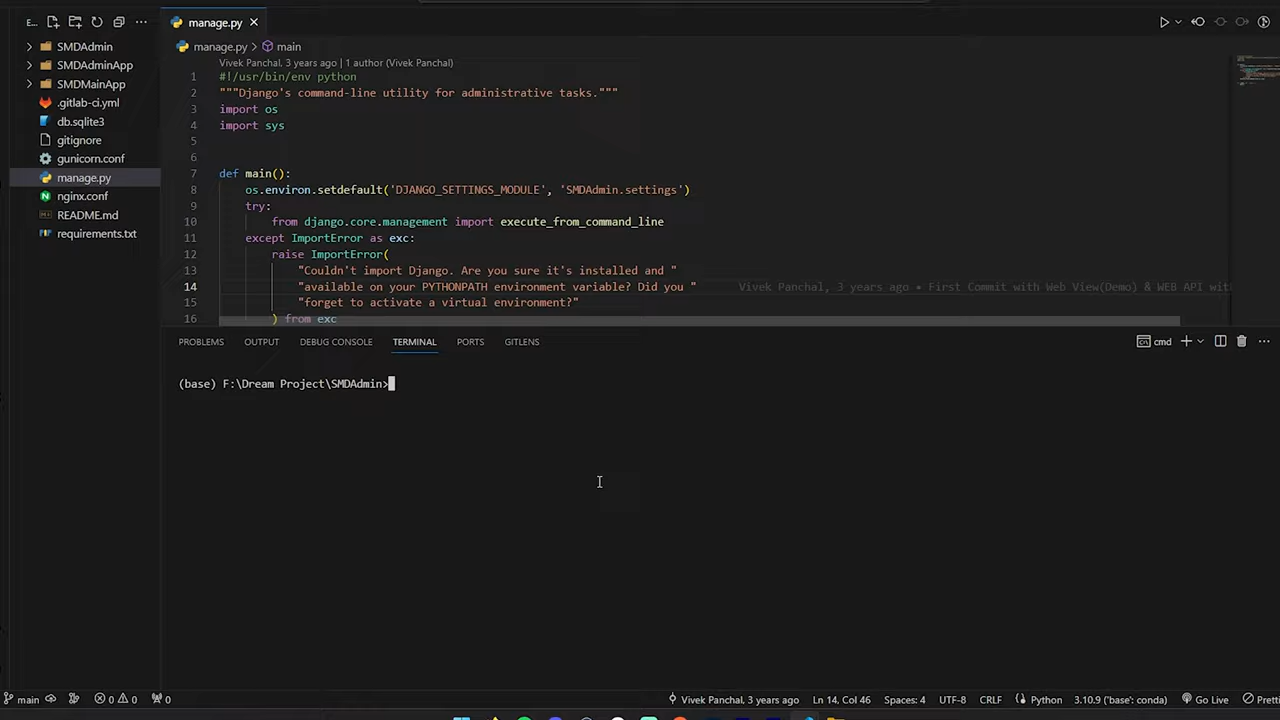 E...
manage.py
SMDAdmin
SMDAdminApp
SMDMainApp
.gitlab-ci.yml
db.sqlite3
gitignore
gunicorn.conf
manage.py
nginx.conf
README.md
requirements.txt
manage.py > main
Vivek Panchal, 3 years ago | 1 author (Vivek Panchal)
1 #!/usr/bin/env python
2 """Django's command-line utility for administrative tasks."""
3 import os
4 import sys
5
6
7 def main():
8 os.environ.setdefault('DJANGO_SETTINGS_MODULE', 'SMDAdmin.settings')
9 try:
10 from django.core.management import execute_from_command_line
11 except ImportError as exc:
12 raise ImportError(
13 "Couldn't import Django. Are you sure it's installed and "
14 "available on your PYTHONPATH environment variable? Did you " Vivek Panchal, 3 years ago • First Commit with Web View(Demo) & WEB API wit
15 "forget to activate a virtual environment?"
16 ) from exc
PROBLEMS OUTPUT DEBUG CONSOLE TERMINAL PORTS GITLENS cmd
(base) F:\Dream Project\SMDAdmin>
main 0 0 0 Vivek Panchal, 3 years ago Ln 14, Col 46 Spaces: 4 UTF-8 CRLF Python 3.10.9 ('base': conda) Go Live Pretti